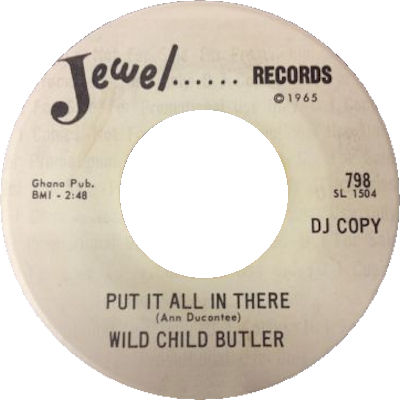 Jewel...... RECORDS
©1965
Ghana Pub.
BMI - 2:48
798
SL 1504
DJ COPY
PUT IT ALL IN THERE
(Ann Ducontee)
WILD CHILD BUTLER